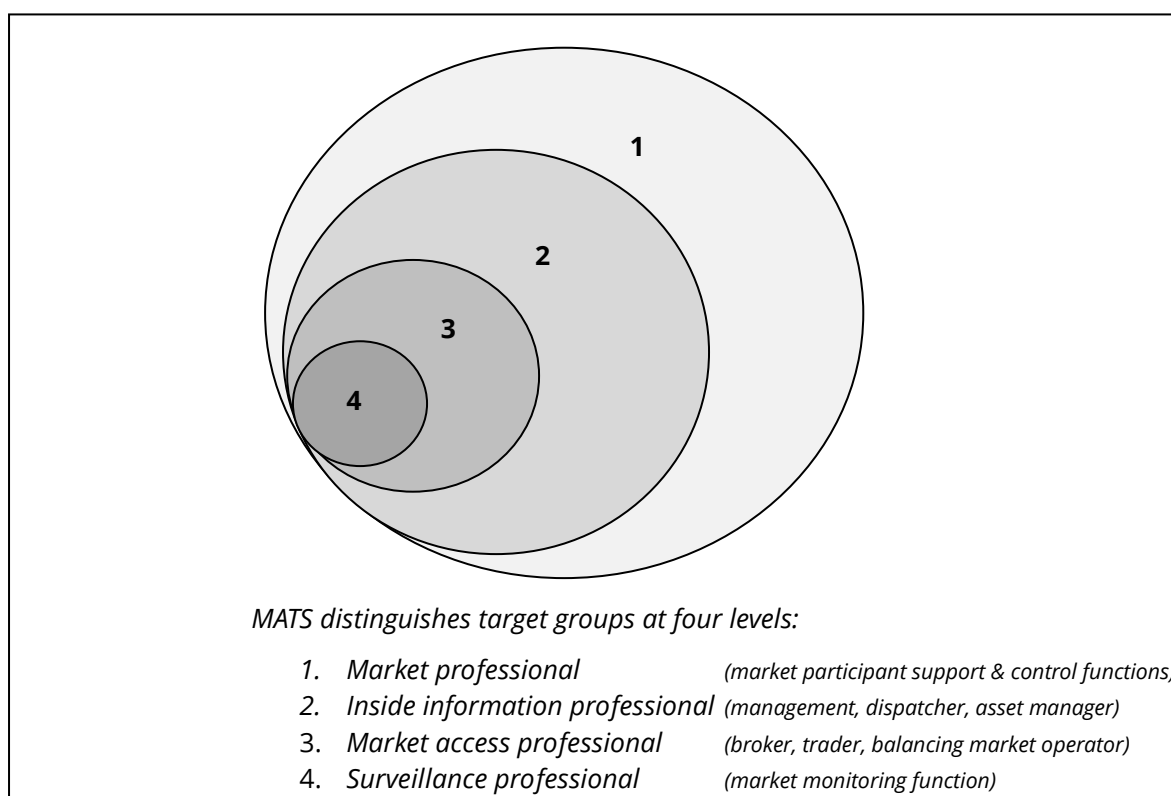 1
2
3
4
MATS distinguishes target groups at four levels:
1. Market professional (market participant support & control functions)
2. Inside information professional (management, dispatcher, asset manager)
3. Market access professional (broker, trader, balancing market operator)
4. Surveillance professional (market monitoring function)